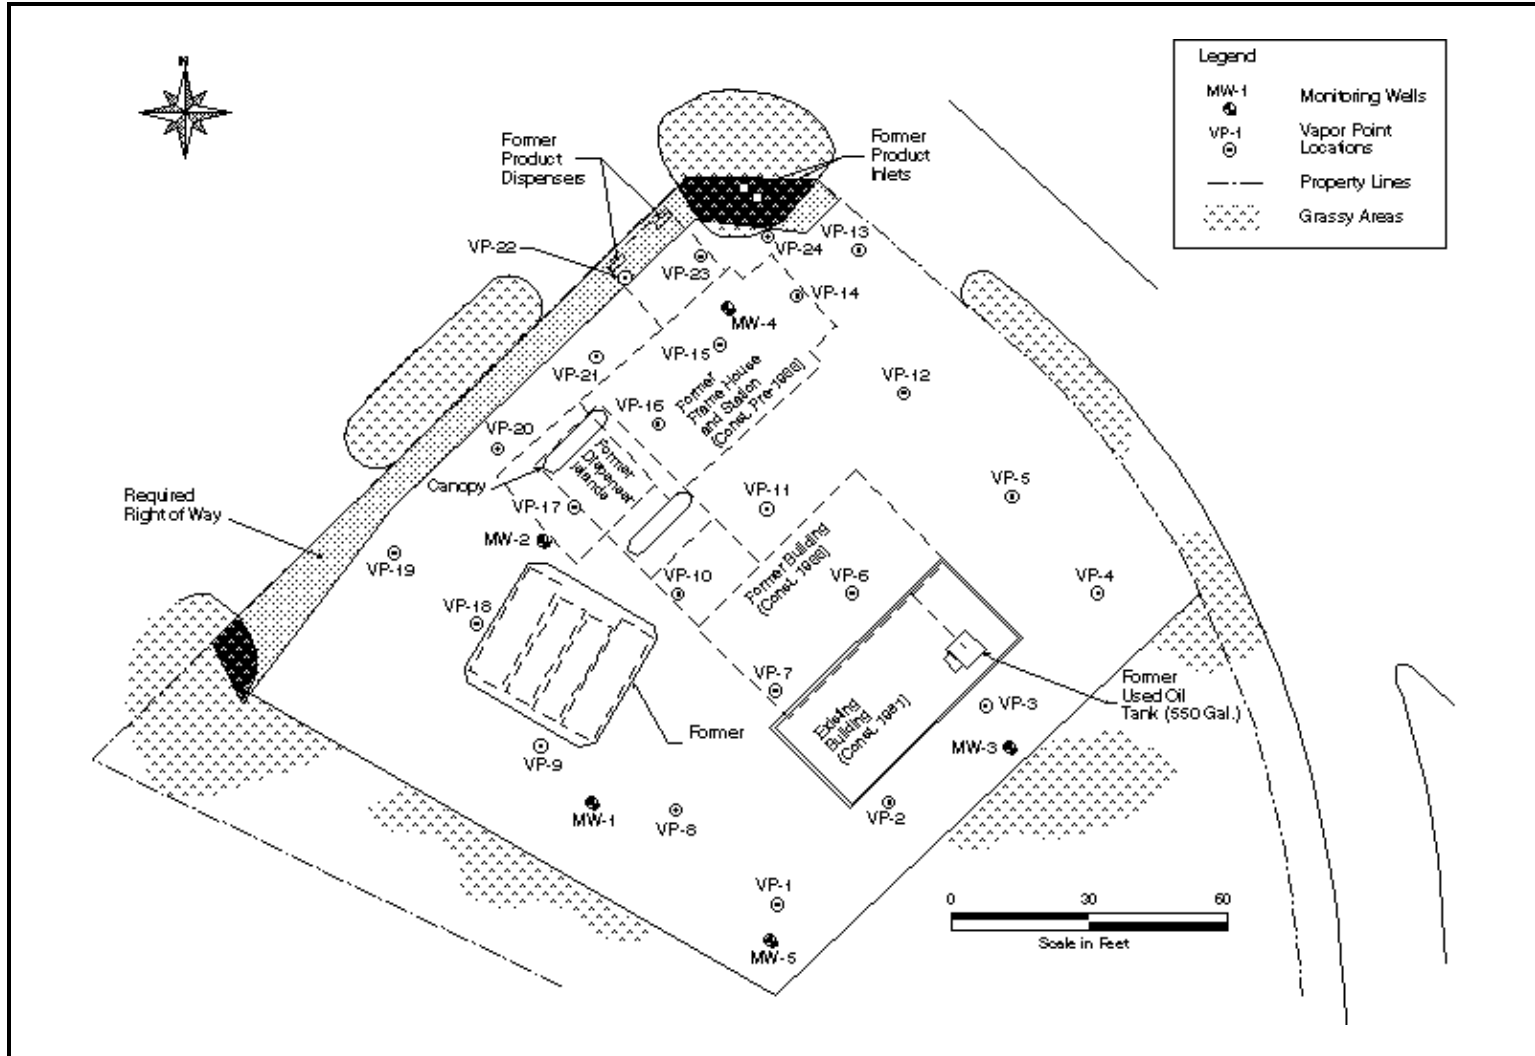 N
Legend
MW-1
Monitoring Wells
VP-1
Vapor Point
Locations
Property Lines
Grassy Areas
Former
Product
Dispensers
Former
Product
Inlets
VP-22
VP-23
VP-24
VP-13
VP-14
MW-4
VP-15
VP-21
VP-12
Former
Frame House
and Station
VP-16
VP-20
Canopy
Former
Dispenser
Islands
VP-17
VP-11
VP-5
Required
Right of Way
MW-2
VP-19
VP-10
Former Building
VP-6
VP-4
VP-18
VP-7
Former
Used Oil
Tank (550 Gal.)
VP-3
Existing
Building
(Const. 1981)
MW-3
Former
VP-9
MW-1
VP-8
VP-2
VP-1
MW-5
0 30 60
Scale in Feet